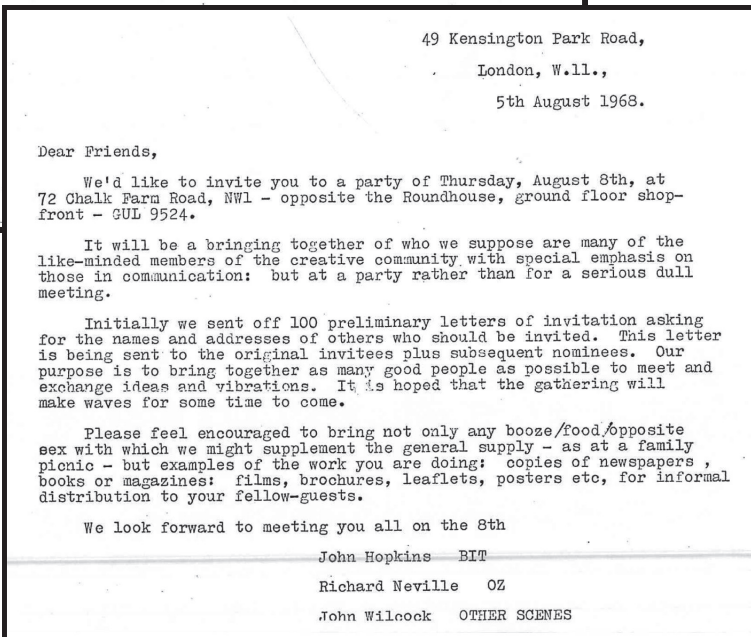 49 Kensington Park Road,
London, W.11.,
5th August 1968.
Dear Friends,
We'd like to invite you to a party of Thursday, August 8th, at
72 Chalk Farm Road, NW1 - opposite the Roundhouse, ground floor shop-
front - GUL 9524.
It will be a bringing together of who we suppose are many of the
like-minded members of the creative community with special emphasis on
those in communication: but at a party rather than for a serious dull
meeting.
Initially we sent off 100 preliminary letters of invitation asking
for the names and addresses of others who should be invited. This letter
is being sent to the original invitees plus subsequent nominees. Our
purpose is to bring together as many good people as possible to meet and
exchange ideas and vibrations. It is hoped that the gathering will
make waves for some time to come.
Please feel encouraged to bring not only any booze/food/opposite
sex with which we might supplement the general supply - as at a family
picnic - but examples of the work you are doing: copies of newspapers ,
books or magazines: films, brochures, leaflets, posters etc, for informal
distribution to your fellow-guests.
We look forward to meeting you all on the 8th
John Hopkins BIT
Richard Neville OZ
John Wilcock OTHER SCENES